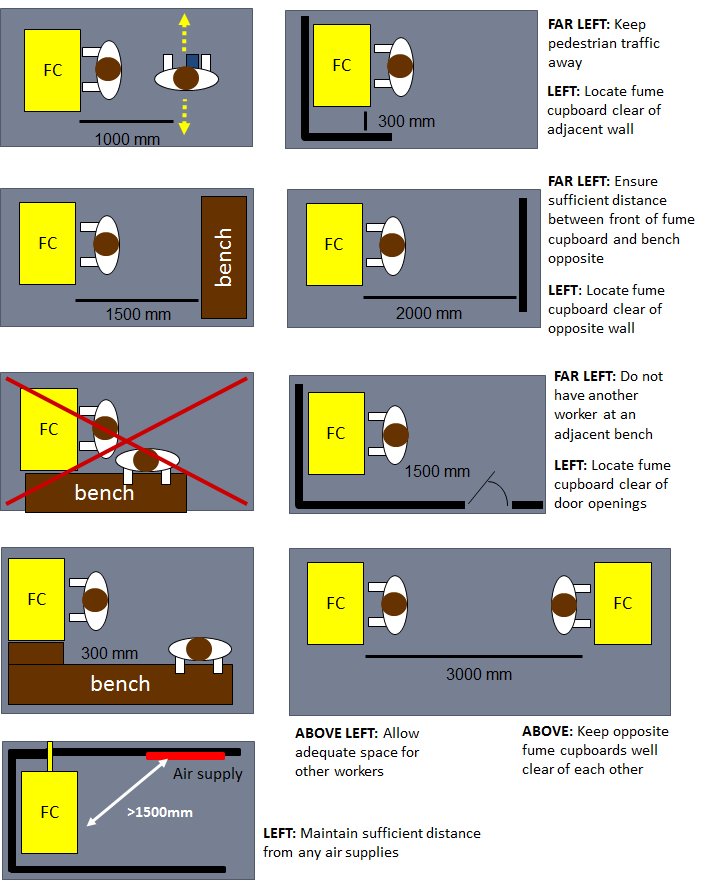 FC
1000 mm
FC
300 mm
FAR LEFT: Keep
pedestrian traffic
away
LEFT: Locate fume
cupboard clear of
adjacent wall
FC
bench
1500 mm
FC
2000 mm
FAR LEFT: Ensure
sufficient distance
between front of fume
cupboard and bench
opposite
LEFT: Locate fume
cupboard clear of
opposite wall
FC
bench
FC
1500 mm
FAR LEFT: Do not
have another
worker at an
adjacent bench
LEFT: Locate fume
cupboard clear of
door openings
FC
300 mm
bench
FC
FC
3000 mm
ABOVE LEFT: Allow
adequate space for
other workers
ABOVE: Keep opposite
fume cupboards well
clear of each other
Air supply
FC
>1500mm
LEFT: Maintain sufficient distance
from any air supplies